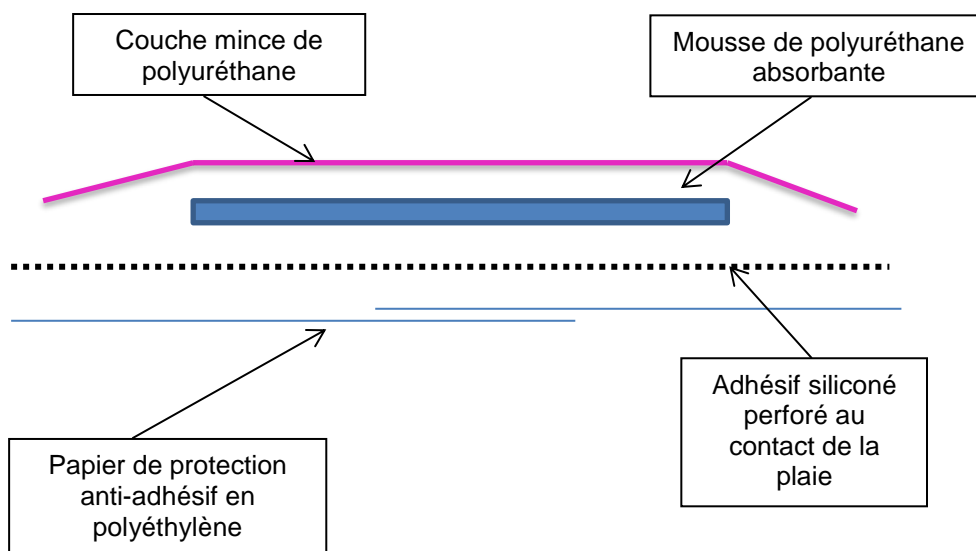 Couche mince de
polyuréthane
Mousse de polyuréthane
absorbante
Adhésif siliconé
perforé au
contact de la
plaie
Papier de protection
anti-adhésif en
polyéthylène